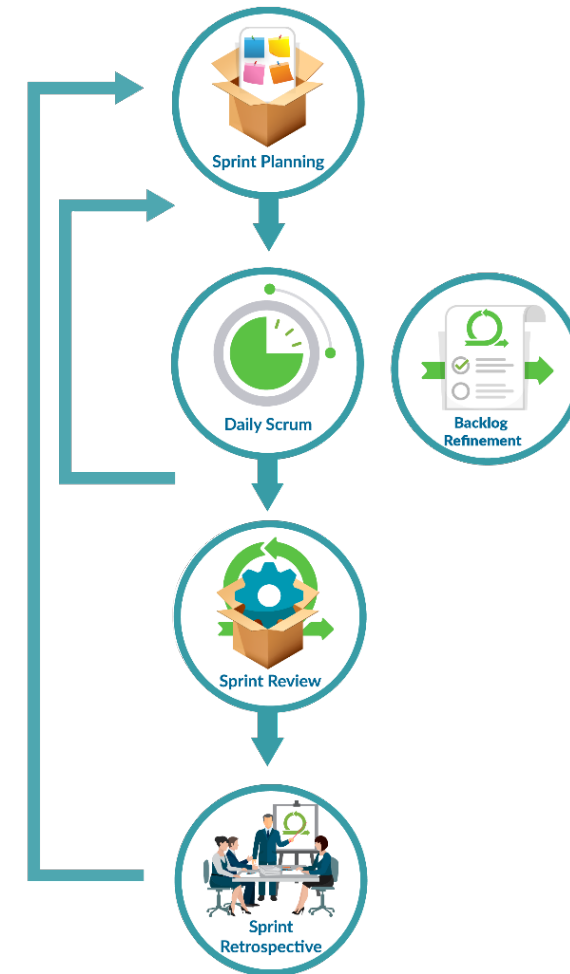 Sprint Planning
Daily Scrum
Backlog
Refinement
Sprint Review
Sprint
Retrospective